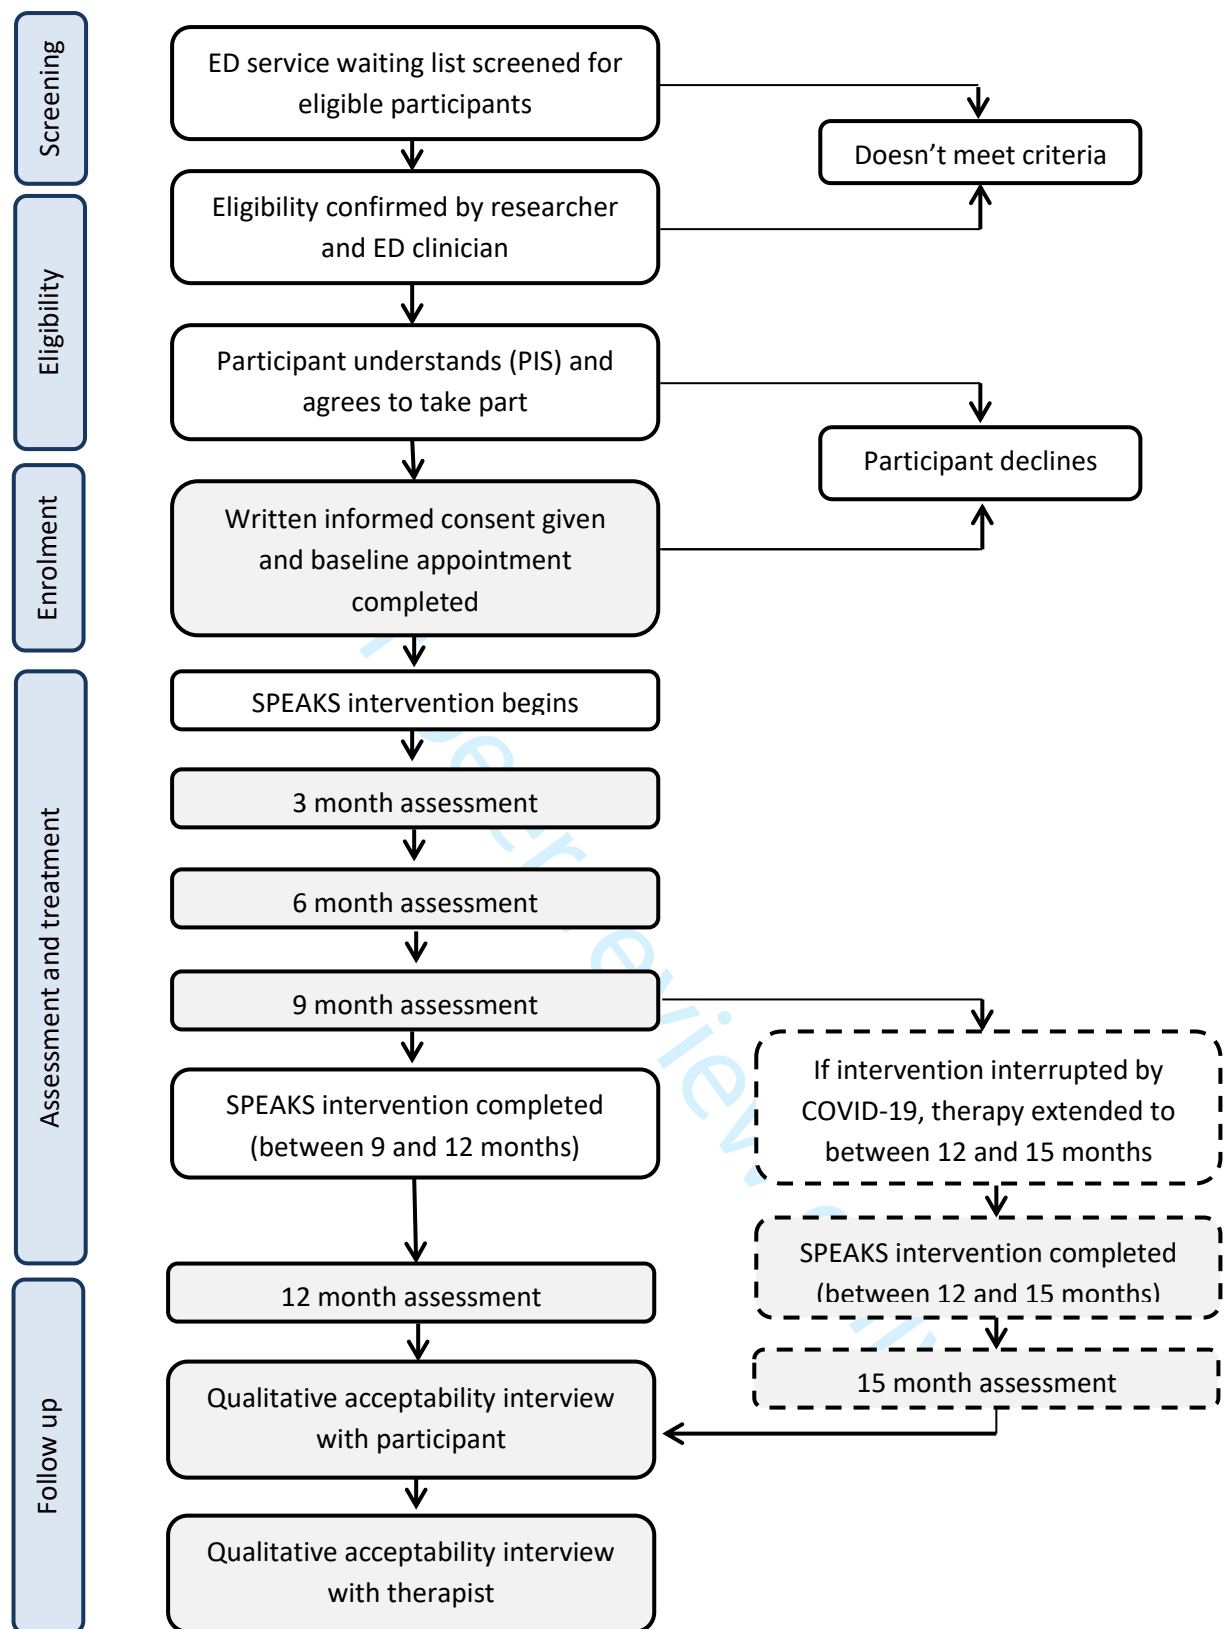 Screening
ED service waiting list screened for
eligible participants
Doesn't meet criteria
Eligibility
Eligibility confirmed by researcher
and ED clinician
Participant understands (PIS) and
agrees to take part
Participant declines
Enrolment
Written informed consent given
and baseline appointment
completed
Assessment and treatment
SPEAKS intervention begins
3 month assessment
6 month assessment
9 month assessment
If intervention interrupted by
COVID-19, therapy extended to
between 12 and 15 months
SPEAKS intervention completed
(between 9 and 12 months)
SPEAKS intervention completed
(between 12 and 15 months)
Follow up
12 month assessment
15 month assessment
Qualitative acceptability interview
with participant
Qualitative acceptability interview
with therapist
review